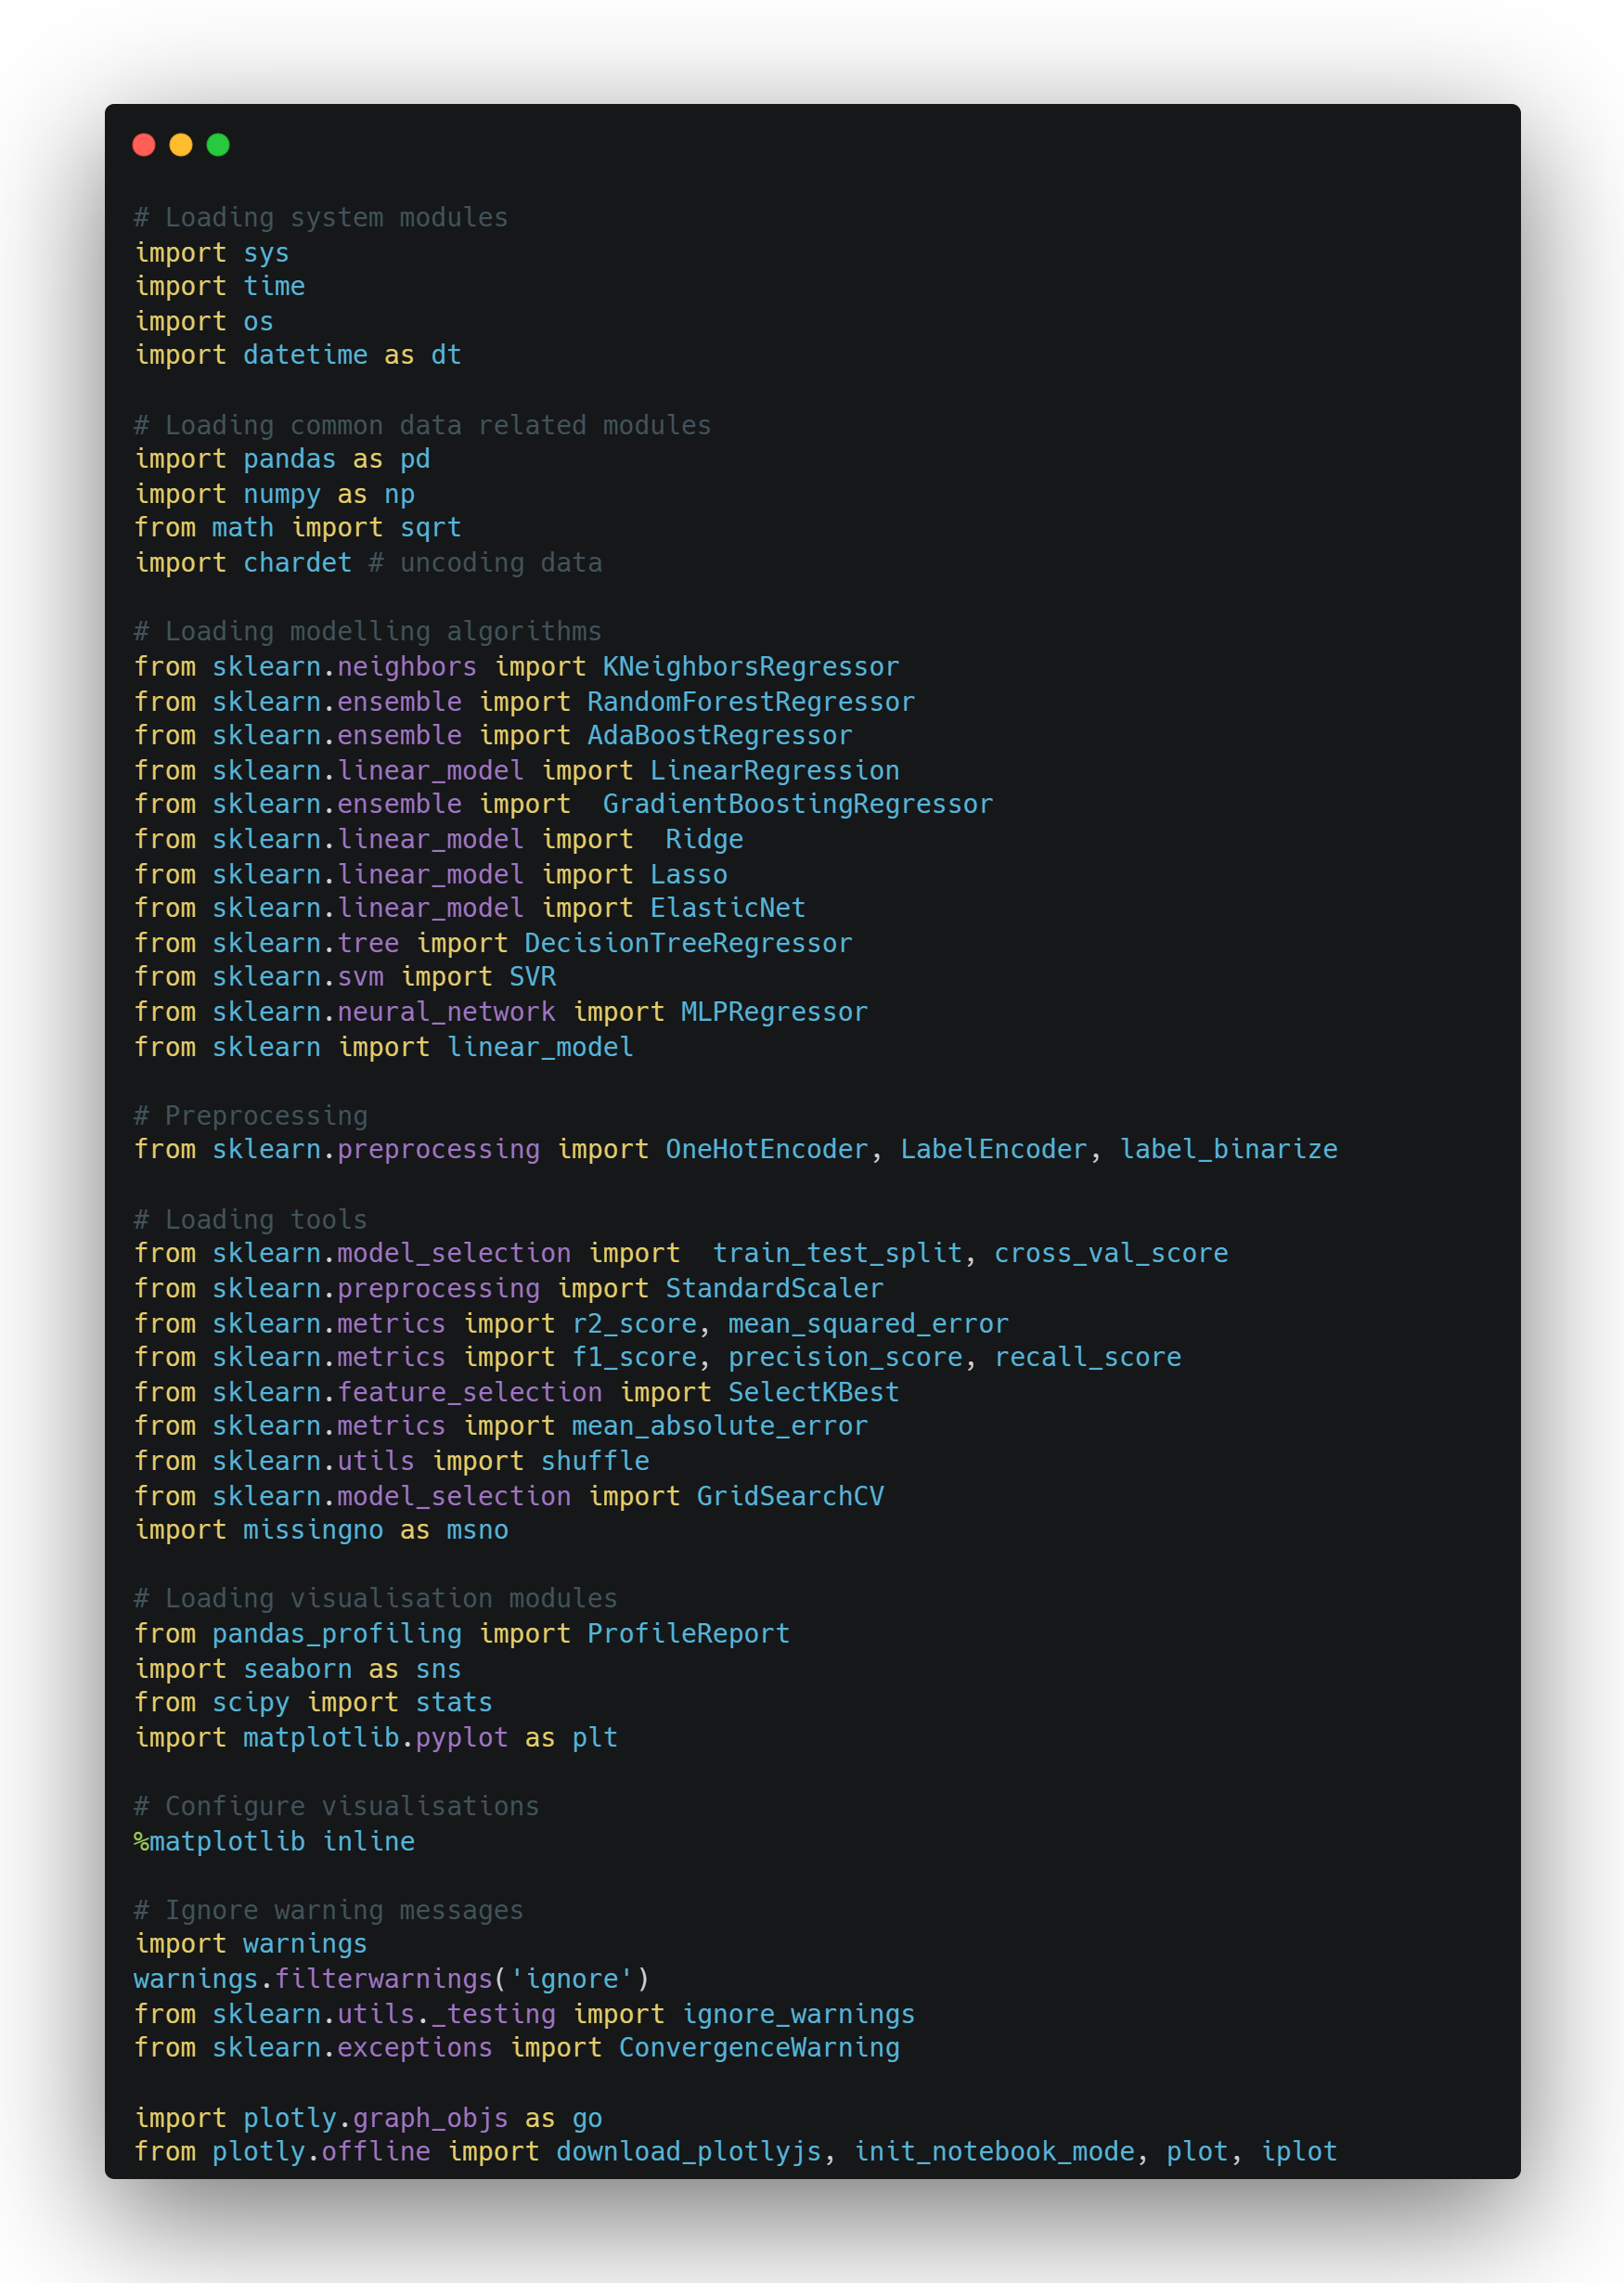 # Loading system modules
import sys
import time
import os
import datetime as dt

# Loading common data related modules
import pandas as pd
import numpy as np
from math import sqrt
import chardet # uncoding data

# Loading modelling algorithms
from sklearn.neighbors import KNeighborsRegressor
from sklearn.ensemble import RandomForestRegressor
from sklearn.ensemble import AdaBoostRegressor
from sklearn.linear_model import LinearRegression
from sklearn.ensemble import  GradientBoostingRegressor
from sklearn.linear_model import  Ridge
from sklearn.linear_model import Lasso
from sklearn.linear_model import ElasticNet
from sklearn.tree import DecisionTreeRegressor
from sklearn.svm import SVR
from sklearn.neural_network import MLPRegressor
from sklearn import linear_model

# Preprocessing
from sklearn.preprocessing import OneHotEncoder, LabelEncoder, label_binarize

# Loading tools
from sklearn.model_selection import  train_test_split, cross_val_score
from sklearn.preprocessing import StandardScaler
from sklearn.metrics import r2_score, mean_squared_error
from sklearn.metrics import f1_score, precision_score, recall_score
from sklearn.feature_selection import SelectKBest
from sklearn.metrics import mean_absolute_error
from sklearn.utils import shuffle
from sklearn.model_selection import GridSearchCV
import missingno as msno

# Loading visualisation modules
from pandas_profiling import ProfileReport
import seaborn as sns
from scipy import stats
import matplotlib.pyplot as plt

# Configure visualisations
%matplotlib inline

# Ignore warning messages
import warnings
warnings.filterwarnings('ignore')
from sklearn.utils._testing import ignore_warnings
from sklearn.exceptions import ConvergenceWarning

import plotly.graph_objs as go
from plotly.offline import download_plotlyjs, init_notebook_mode, plot, iplot